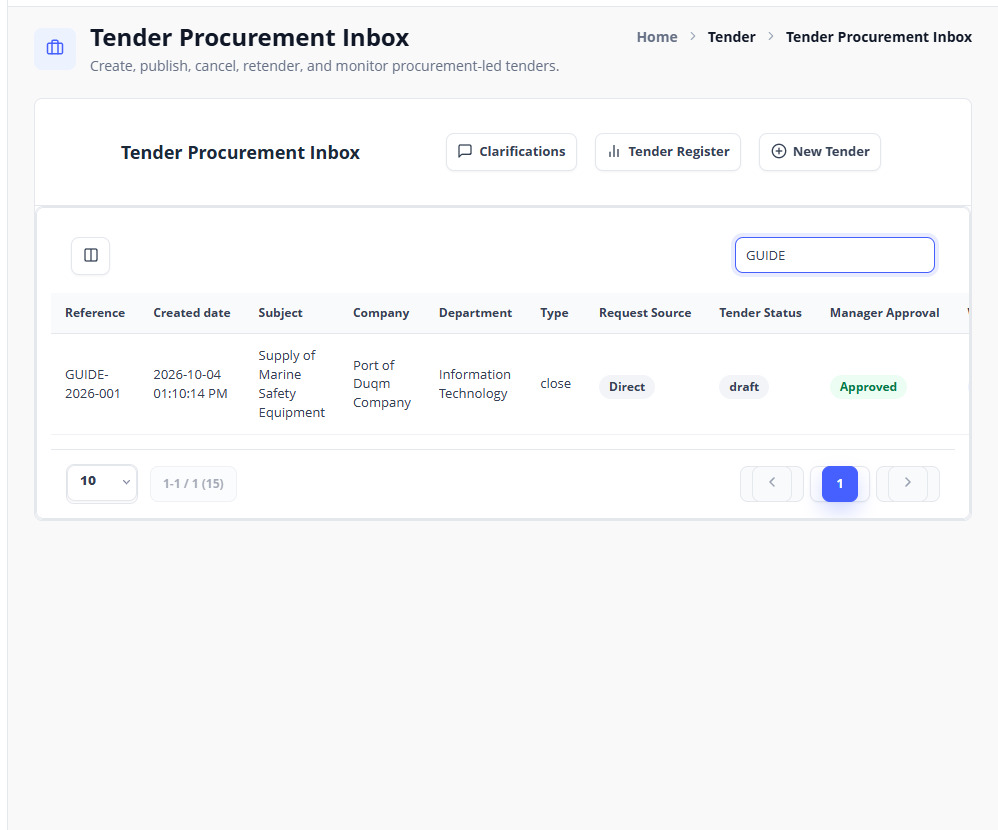 Tender Procurement Inbox
Create, publish, cancel, retender, and monitor procurement-led tenders.
Home > Tender > Tender Procurement Inbox
Tender Procurement Inbox
Clarifications
Tender Register
New Tender
GUIDE
Reference Created date Subject Company Department Type Request Source Tender Status Manager Approval
GUIDE-
2026-001
2026-10-04
01:10:14 PM
Supply of
Marine
Safety
Equipment
Port of
Duqm
Company
Information
Technology
close
Direct
draft
Approved
10
1-1 / 1 (15)
1